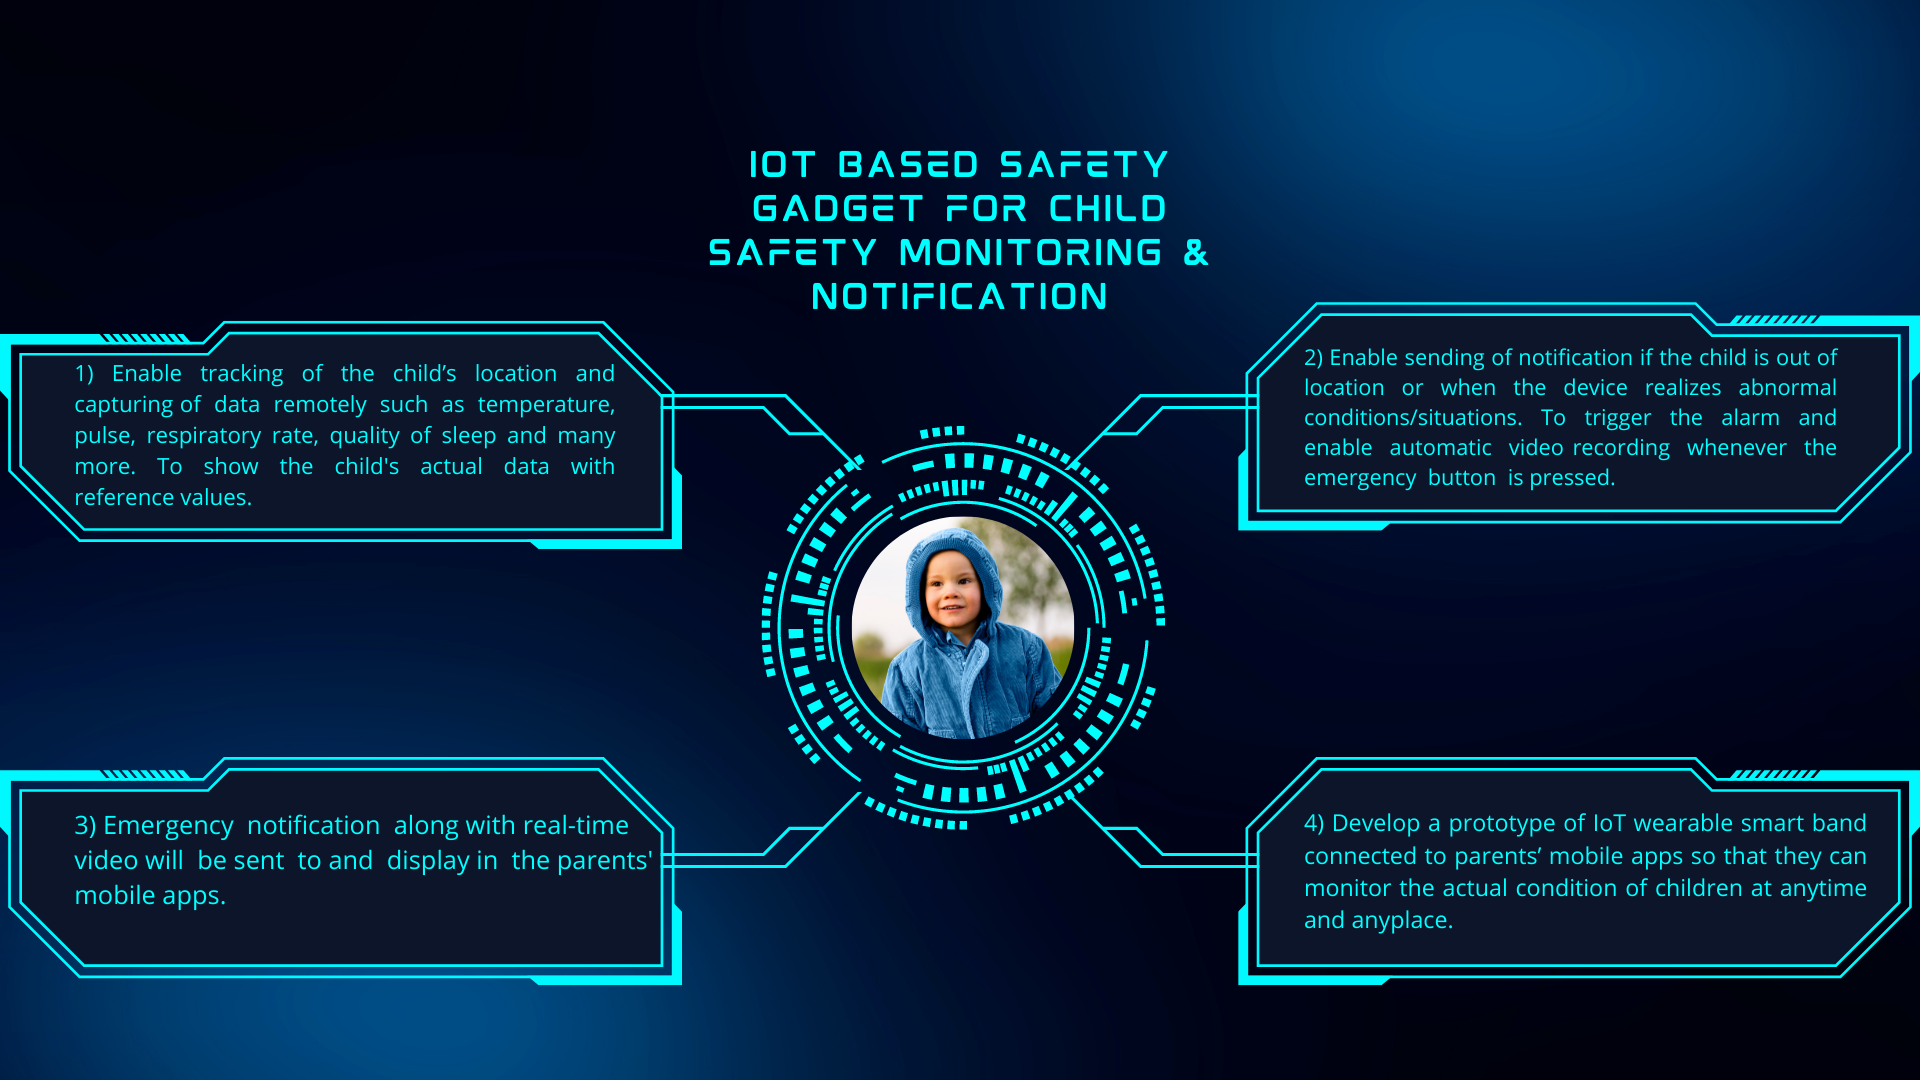 IOT BASED SAFETY
GADGET FOR CHILD
SAFETY MONITORING &
NOTIFICATION
1) Enable tracking of the child’s location and
capturing of data remotely such as temperature,
pulse, respiratory rate, quality of sleep and many
more. To show the child's actual data with
reference values.
2) Enable sending of notification if the child is out of
location or when the device realizes abnormal
conditions/situations. To trigger the alarm and
enable automatic video recording whenever the
emergency button is pressed.
3) Emergency notification along with real-time
video will be sent to and display in the parents'
mobile apps.
4) Develop a prototype of IoT wearable smart band
connected to parents’ mobile apps so that they can
monitor the actual condition of children at anytime
and anyplace.